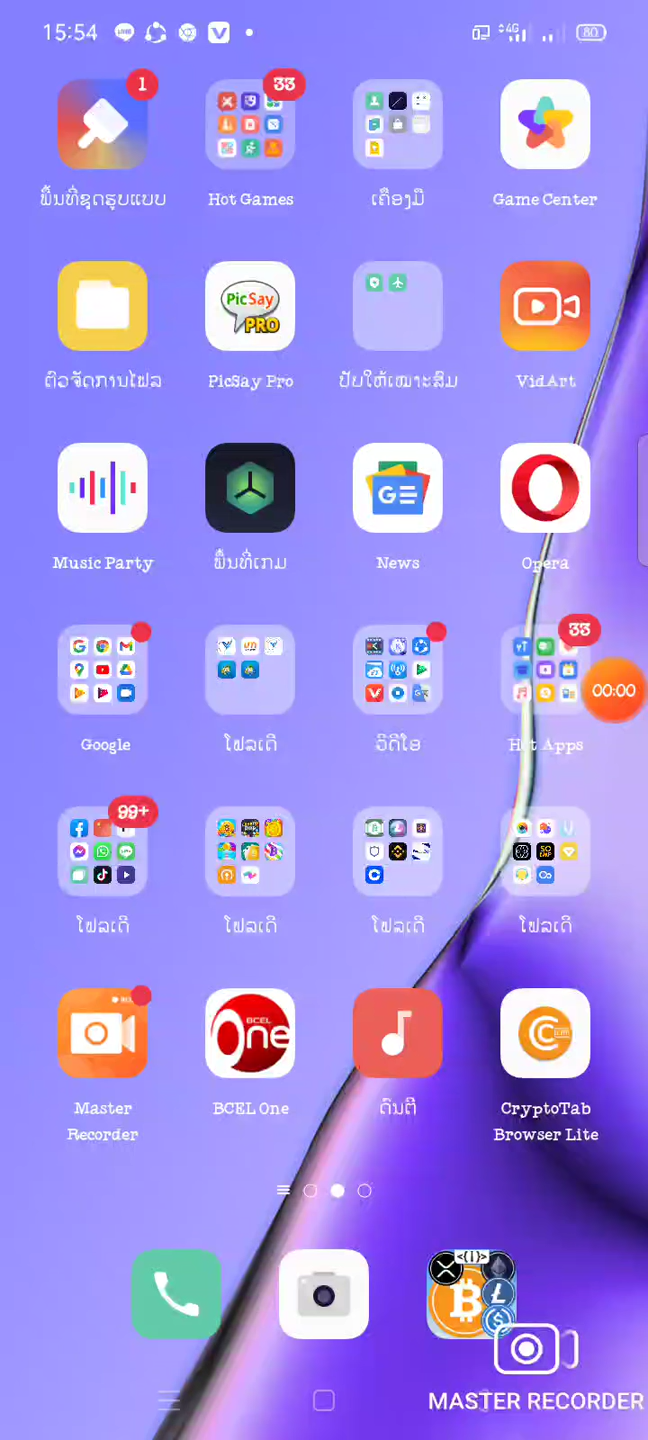 15:54
4G
80
1
33
ພື້ນທີ່ຊຸດຮູບແບບ
Hot Games
ເຄືອງມື
Game Center
PicSay
PRO
ຕົວຈັດການໄຟລ
PicSay Pro
ປັບໃຫ້ເໝາະສົມ
VidArt
Music Party
ພື້ນທີ່ເກມ
News
Opera
33
00:00
Google
ໂຟລເດີ
ວິດີໂອ
Hot Apps
99+
ໂຟລເດີ
ໂຟລເດີ
ໂຟລເດີ
ໂຟລເດີ
BCEL
One
Master
Recorder
BCEL One
ດົນຕີ
CryptoTab
Browser Lite
MASTER RECORDER